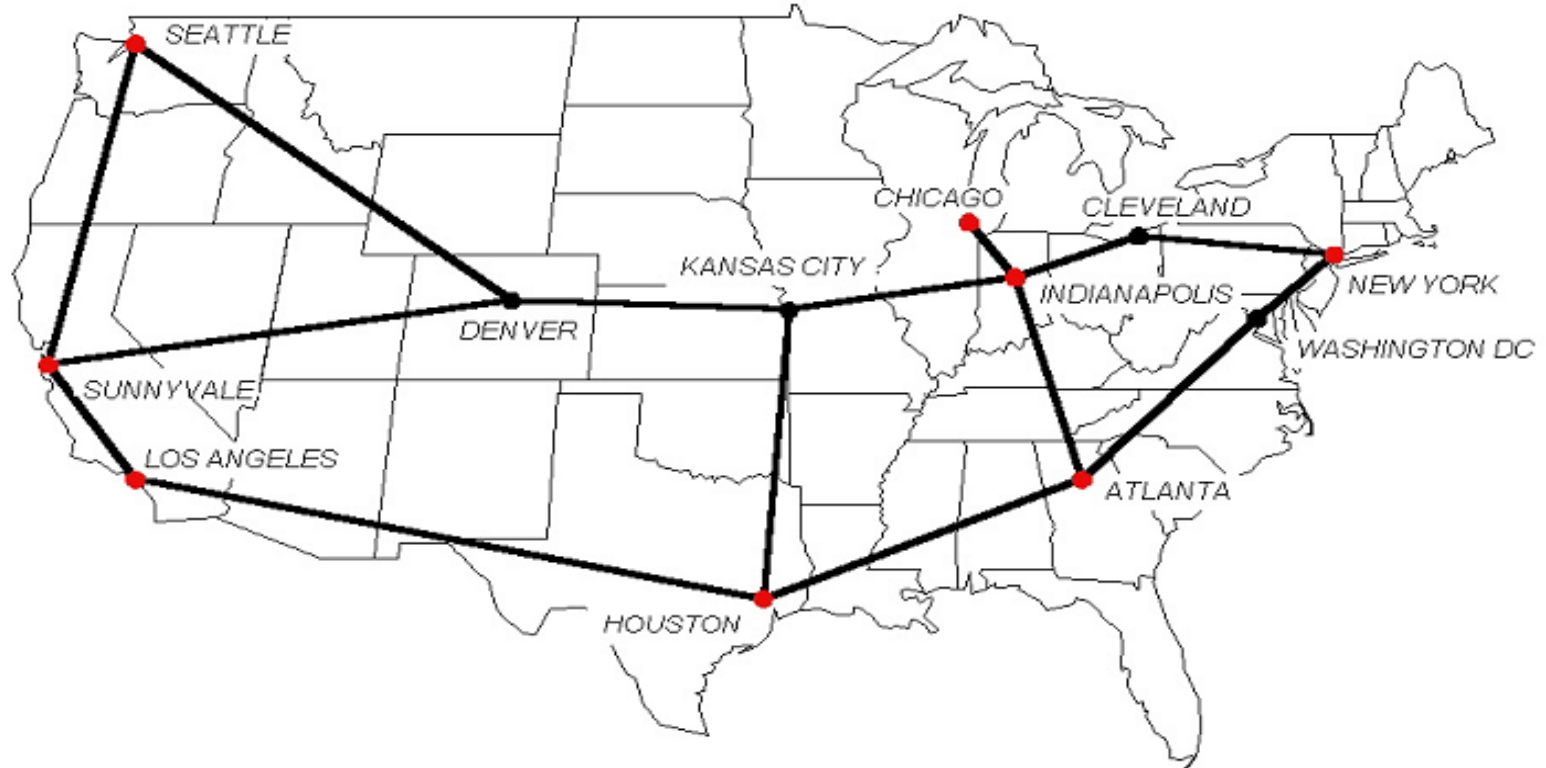 SEATTLE
CHICAGO
CLEVELAND
KANSAS CITY
INDIANAPOLIS
NEW YORK
DENVER
WASHINGTON DC
SUNNYVALE
LOS ANGELES
ATLANTA
HOUSTON